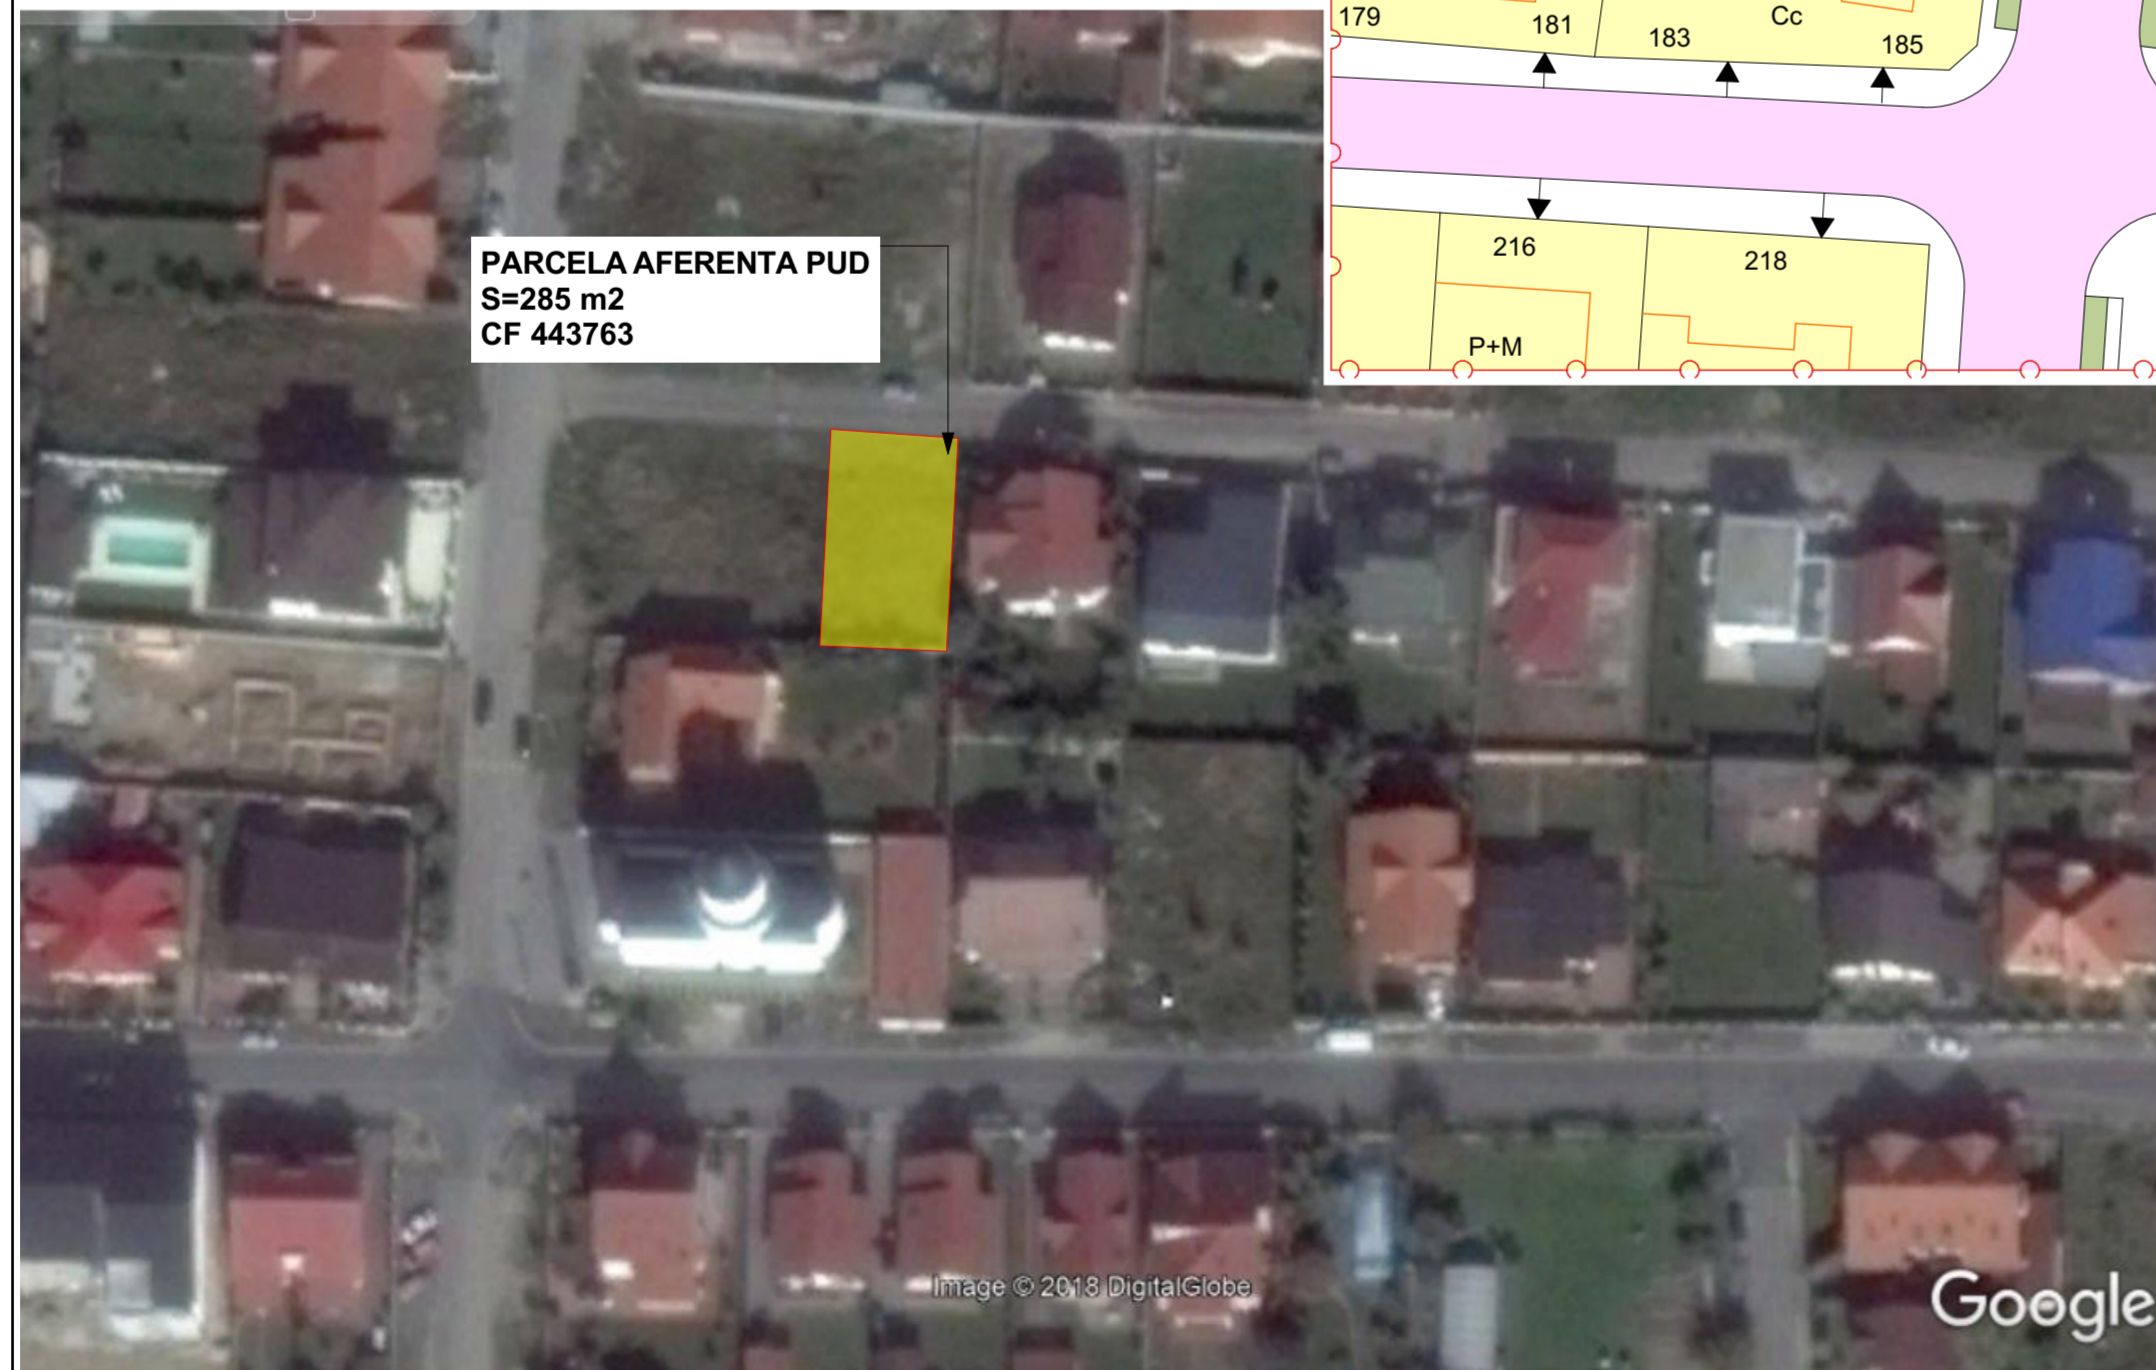 179
181
183
Cc
185
216
218
P+M
PARCELA AFERENTA PUD
S=285 m2
CF 443763
Image © 2018 DigitalGlobe
Google